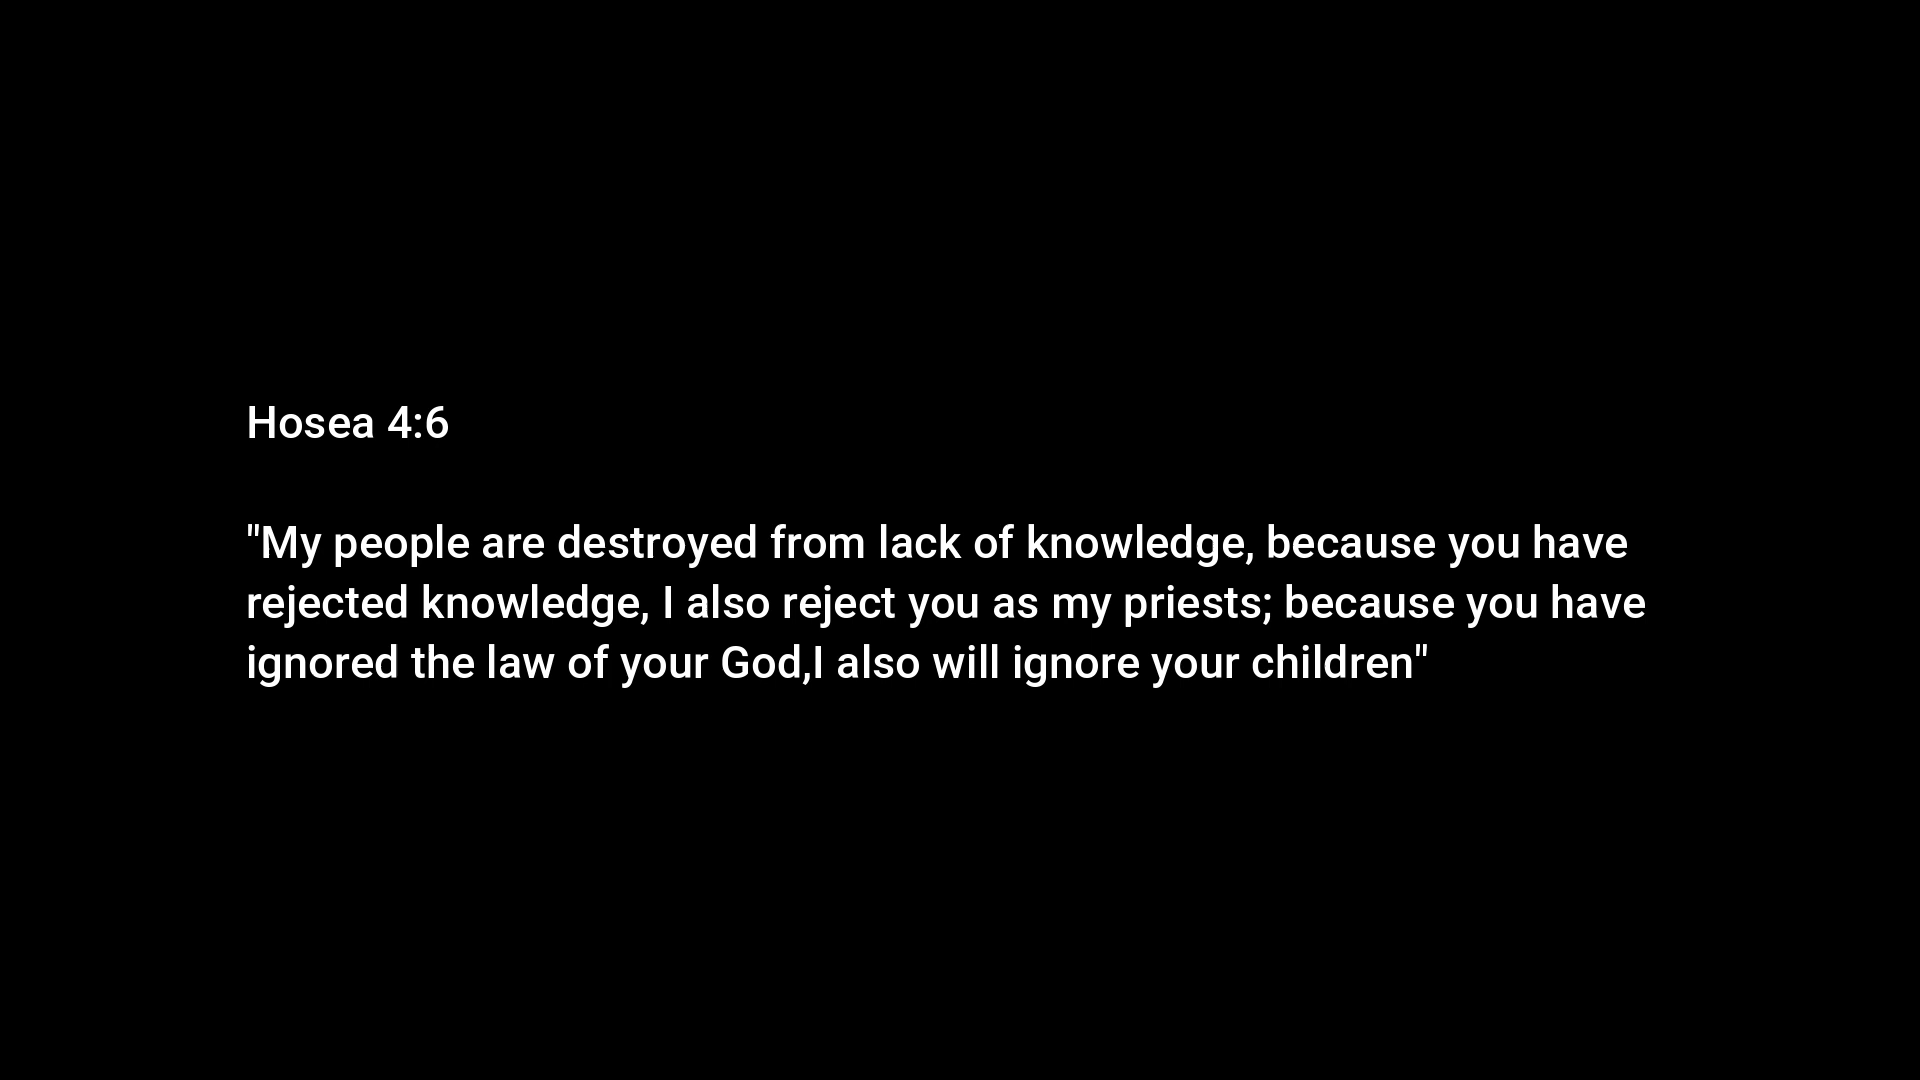 Hosea 4:6
"My people are destroyed from lack of knowledge, because you have
rejected knowledge, I also reject you as my priests; because you have
ignored the law of your God,I also will ignore your children"